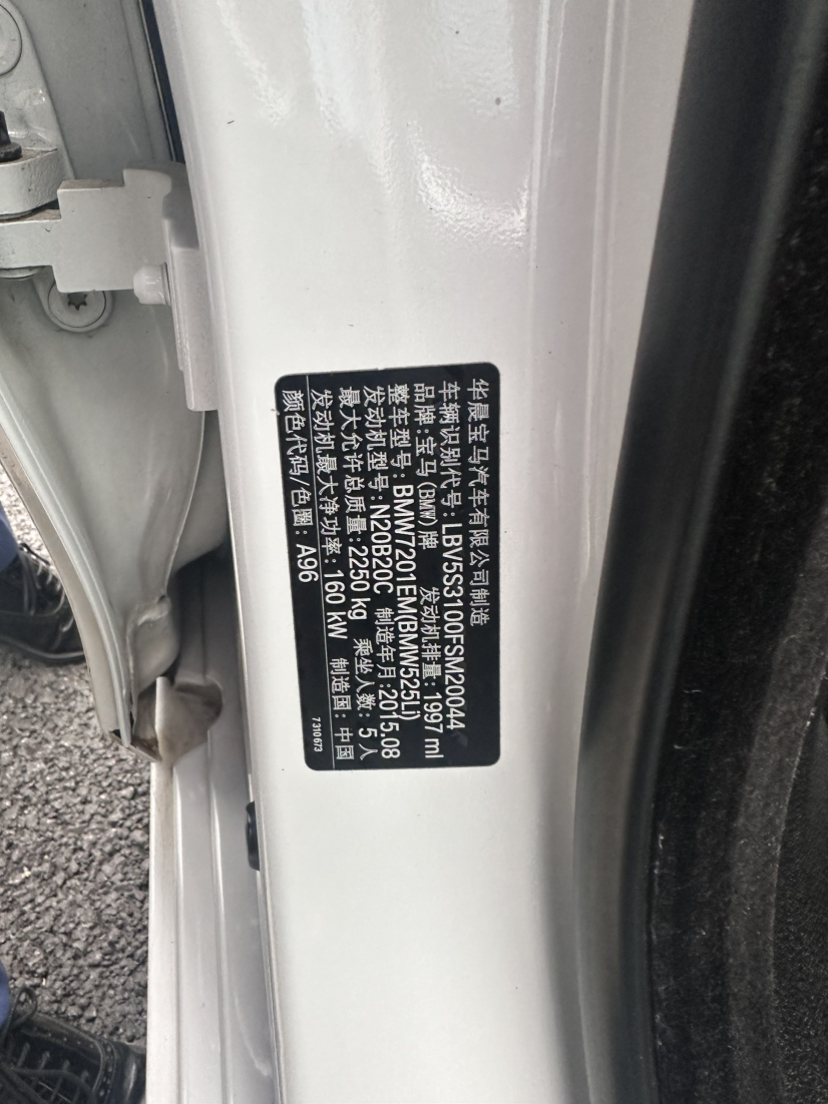 华晨宝马汽车有限公司制造
车辆识别代号：LBV5S3100FSM20044
品牌：宝马(BMW)牌 发动机排量：1997 ml
整车型号：BMW7201EM(BMW525Li)
发动机型号：N20B20C 制造年月：2015.08
最大允许总质量：2250 kg 乘坐人数：5 人
发动机最大净功率：160 kW 制造国：中国
颜色代码/色圈：A96
7310673